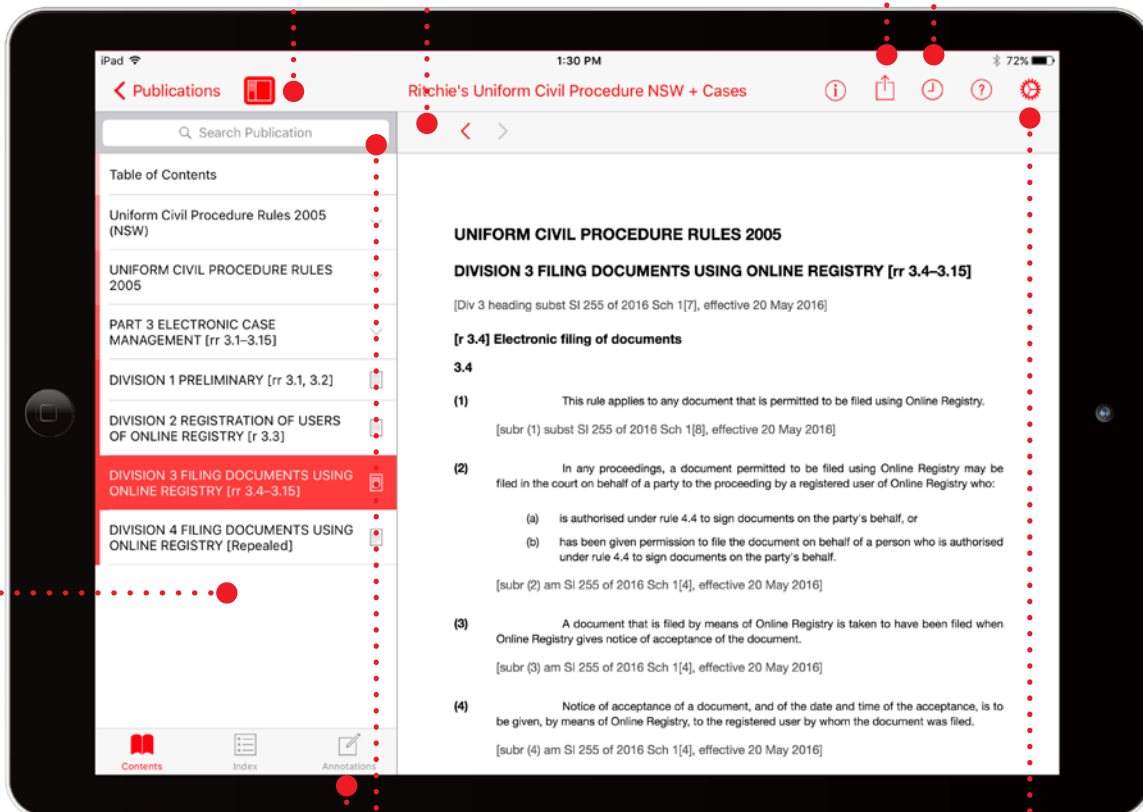 iPad
1:30 PM
72%
Publications
Ritchie's Uniform Civil Procedure NSW + Cases
Search Publication
Table of Contents
Uniform Civil Procedure Rules 2005
(NSW)
UNIFORM CIVIL PROCEDURE RULES
2005
PART 3 ELECTRONIC CASE
MANAGEMENT [rr 3.1–3.15]
DIVISION 1 PRELIMINARY [rr 3.1, 3.2]
DIVISION 2 REGISTRATION OF USERS
OF ONLINE REGISTRY [r 3.3]
DIVISION 3 FILING DOCUMENTS USING
ONLINE REGISTRY [rr 3.4–3.15]
DIVISION 4 FILING DOCUMENTS USING
ONLINE REGISTRY [Repealed]
Contents
Index
Annotations
UNIFORM CIVIL PROCEDURE RULES 2005
DIVISION 3 FILING DOCUMENTS USING ONLINE REGISTRY [rr 3.4–3.15]
[Div 3 heading subst SI 255 of 2016 Sch 1[7], effective 20 May 2016]
[r 3.4] Electronic filing of documents
3.4
(1) This rule applies to any document that is permitted to be filed using Online Registry.
[subr (1) subst SI 255 of 2016 Sch 1[8], effective 20 May 2016]
(2) In any proceedings, a document permitted to be filed using Online Registry may be
filed in the court on behalf of a party to the proceeding by a registered user of Online Registry who:
(a) is authorised under rule 4.4 to sign documents on the party's behalf, or
(b) has been given permission to file the document on behalf of a person who is authorised
under rule 4.4 to sign documents on the party's behalf.
[subr (2) am SI 255 of 2016 Sch 1[4], effective 20 May 2016]
(3) A document that is filed by means of Online Registry is taken to have been filed when
Online Registry gives notice of acceptance of the document.
[subr (3) am SI 255 of 2016 Sch 1[4], effective 20 May 2016]
(4) Notice of acceptance of a document, and of the date and time of the acceptance, is to
be given, by means of Online Registry, to the registered user by whom the document was filed.
[subr (4) am SI 255 of 2016 Sch 1[4], effective 20 May 2016]